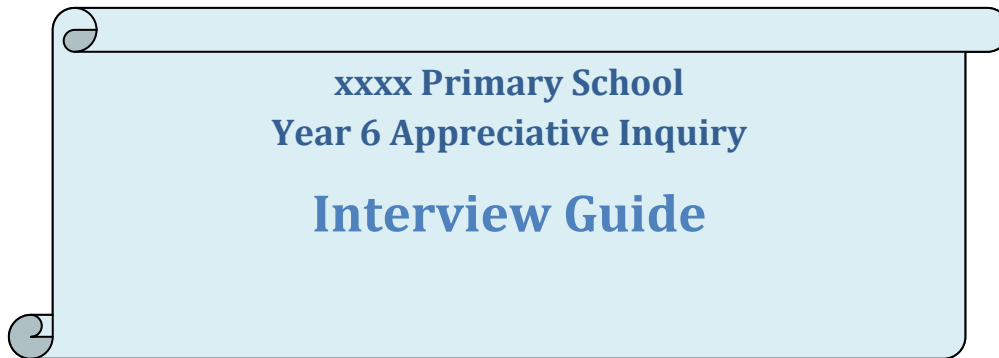 xxxx Primary School
Year 6 Appreciative Inquiry
Interview Guide